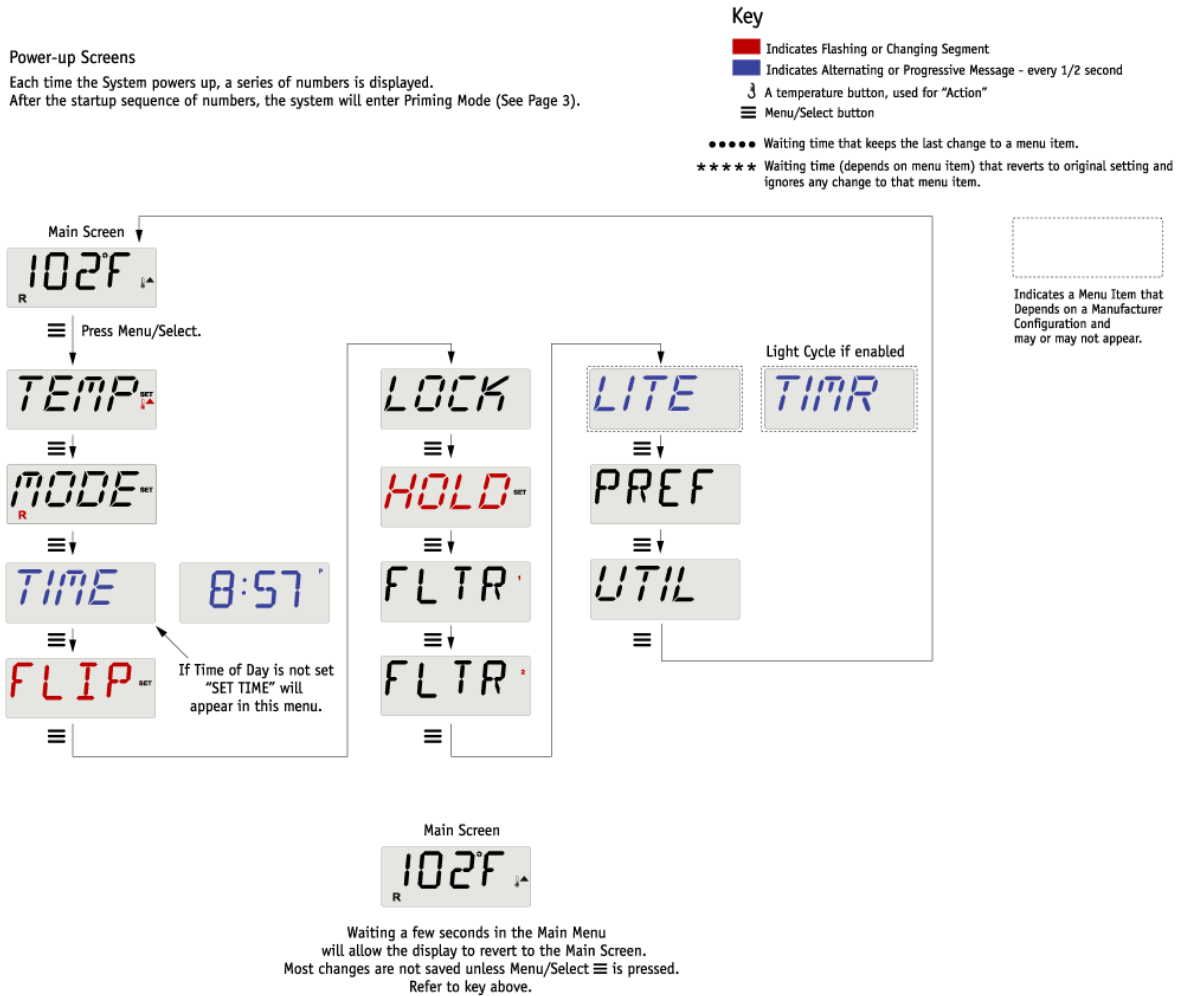 Key
Power-up Screens
Each time the System powers up, a series of numbers is displayed.
After the startup sequence of numbers, the system will enter Priming Mode (See Page 3).
Indicates Flashing or Changing Segment
Indicates Alternating or Progressive Message - every 1/2 second
A temperature button, used for “Action”
Menu/Select button
Waiting time that keeps the last change to a menu item.
***** Waiting time (depends on menu item) that reverts to original setting and
ignores any change to that menu item.
Main Screen
102°F
R
Press Menu/Select.
TEMP SET
MODE SET
R
TIME
8:57 P
If Time of Day is not set
“SET TIME” will
appear in this menu.
FLIP SET
LOCK
HOLD SET
FLTR 1
FLTR 2
LITE
Light Cycle if enabled
TIMR
PREF
UTIL
Indicates a Menu Item that
Depends on a Manufacturer
Configuration and
may or may not appear.
Main Screen
102°F
R
Waiting a few seconds in the Main Menu
will allow the display to revert to the Main Screen.
Most changes are not saved unless Menu/Select ☰ is pressed.
Refer to key above.